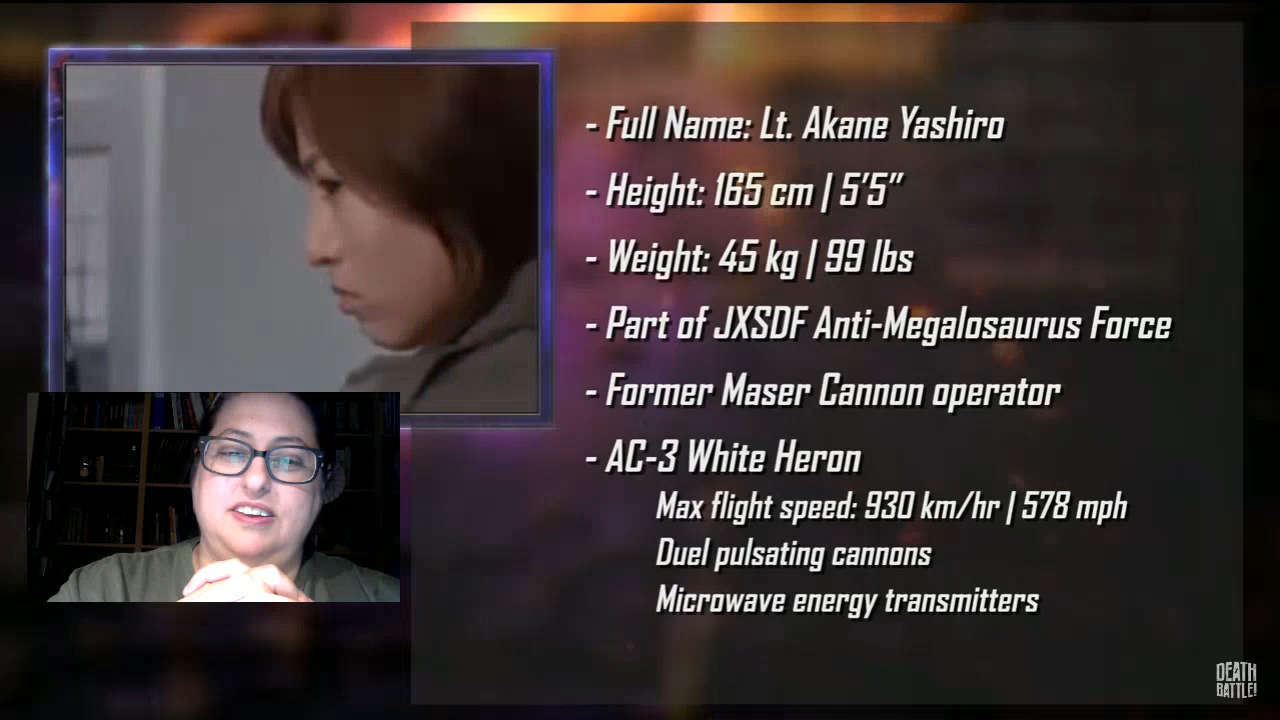 - Full Name: Lt. Akane Yashiro
- Height: 165 cm | 5'5"
- Weight: 45 kg | 99 lbs
- Part of JXSDF Anti-Megalosaurus Force
- Former Maser Cannon operator
- AC-3 White Heron
Max flight speed: 930 km/hr | 578 mph
Duel pulsating cannons
Microwave energy transmitters
DEATH
BATTLE!